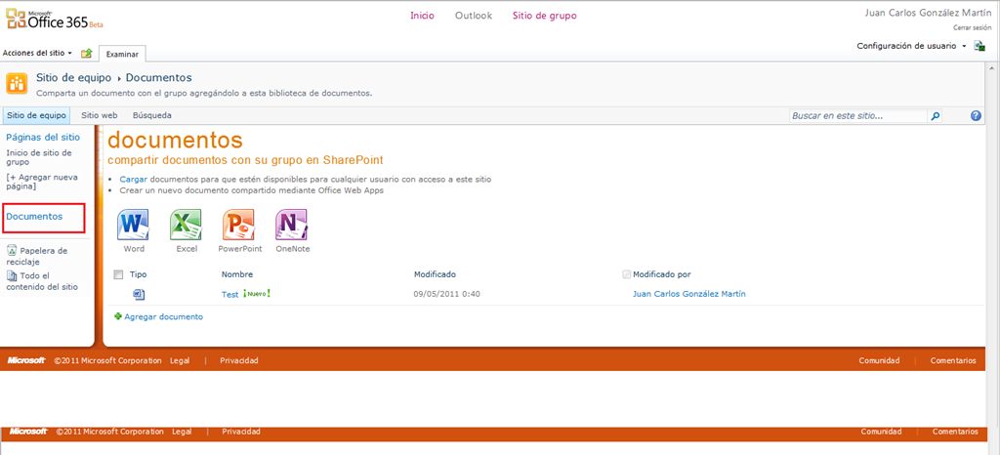 Microsoft
Office 365 Beta
Inicio Outlook Sitio de grupo
Juan Carlos González Martín
Cerrar sesión
Acciones del sitio Examinar
Configuración de usuario
Sitio de equipo Documentos
Comparta un documento con el grupo agregándolo a esta biblioteca de documentos.
Sitio de equipo Sitio web Búsqueda
Buscar en este sitio...
Páginas del sitio
Inicio de sitio de
grupo
[+ Agregar nueva
página]
Documentos
Papelera de
reciclaje
Todo el
contenido del sitio
documentos
compartir documentos con su grupo en SharePoint
Cargar documentos para que estén disponibles para cualquier usuario con acceso a este sitio
Crear un nuevo documento compartido mediante Office Web Apps
Word Excel PowerPoint OneNote
Tipo Nombre Modificado Modificado por
Test ¡Nuevo! 09/05/2011 0:40 Juan Carlos González Martín
Agregar documento
Microsoft ©2011 Microsoft Corporation Legal | Privacidad Comunidad | Comentarios
Microsoft ©2011 Microsoft Corporation Legal | Privacidad Comunidad | Comentarios